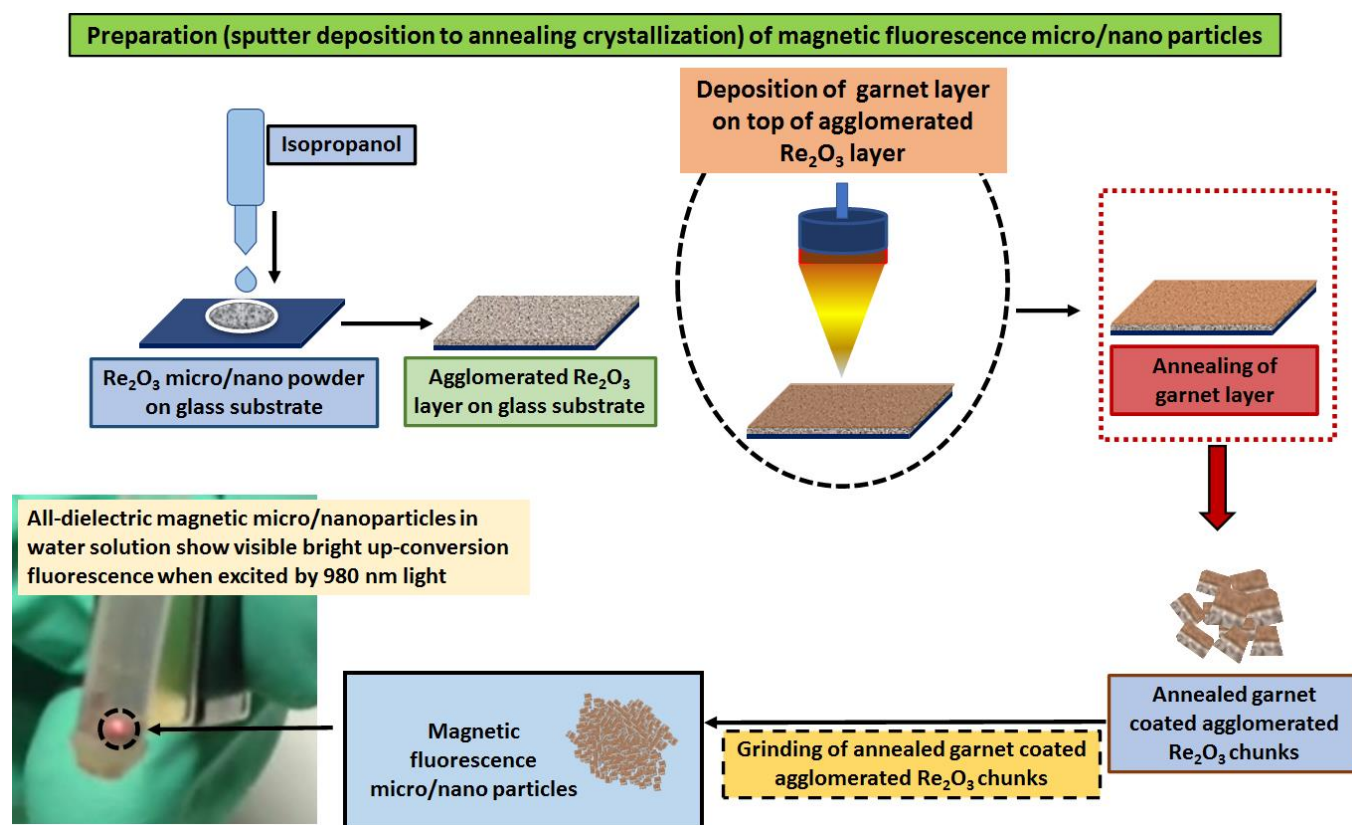 Preparation (sputter deposition to annealing crystallization) of magnetic fluorescence micro/nano particles
Isopropanol
Re₂O₃ micro/nano powder
on glass substrate
Agglomerated Re₂O₃
layer on glass substrate
Deposition of garnet layer
on top of agglomerated
Re₂O₃ layer
Annealing of
garnet layer
Annealed garnet
coated agglomerated
Re₂O₃ chunks
Grinding of annealed garnet coated
agglomerated Re₂O₃ chunks
Magnetic
fluorescence
micro/nano particles
All-dielectric magnetic micro/nanoparticles in
water solution show visible bright up-conversion
fluorescence when excited by 980 nm light